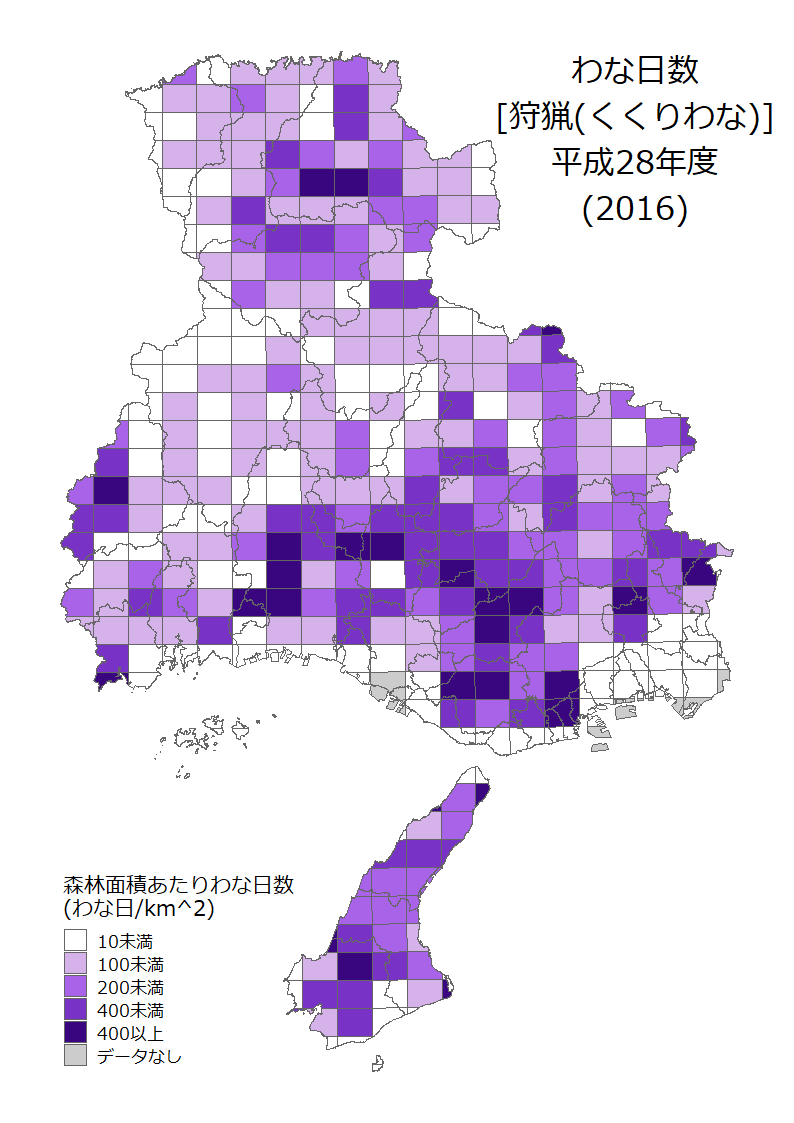 わな日数
[狩猟(くくりわな)]
平成28年度
(2016)
森林面積あたりわな日数
(わな日/km^2)
10未満
100未満
200未満
400未満
400以上
データなし